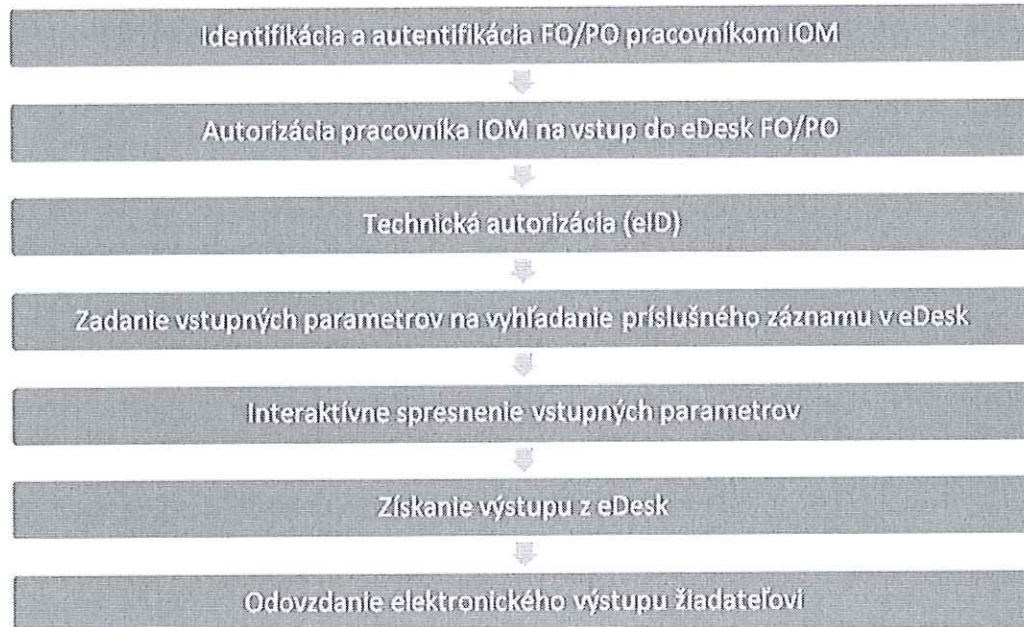 Identifikácia a autentifikácia FO/PO pracovníkom IOM
Autorizácia pracovníka IOM na vstup do eDesk FO/PO
Technická autorizácia (eID)
Zadanie vstupných parametrov na vyhľadanie príslušného záznamu v eDesk
Interaktívne spresnenie vstupných parametrov
Získanie výstupu z eDesk
Odovzdanie elektronického výstupu žiadateľovi